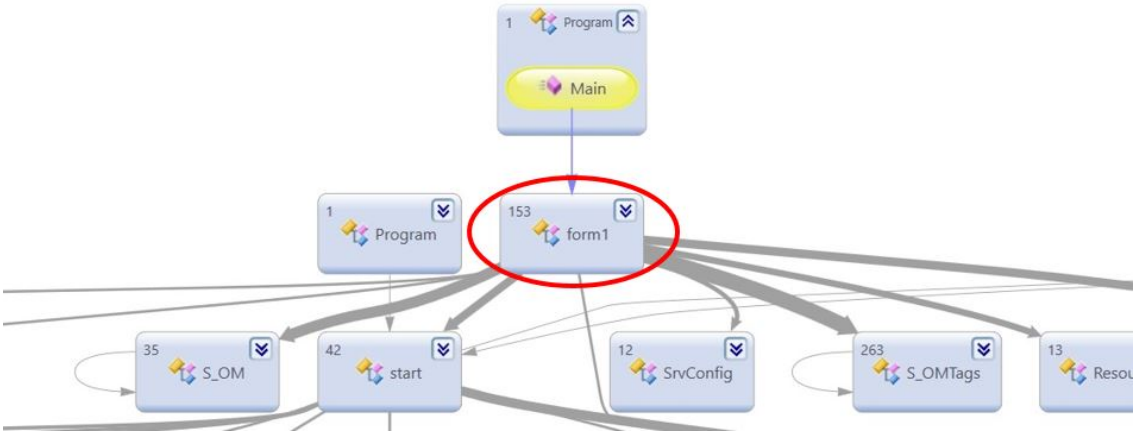 1 Program
Main
1 Program
153 form1
35 S_OM
42 start
12 SrvConfig
263 S_OMTags
13 Resou